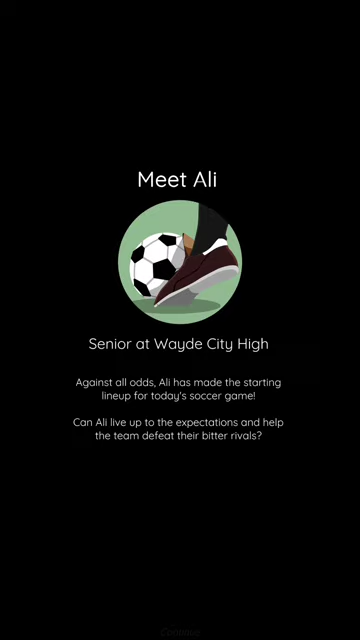 Meet Ali
Senior at Wayde City High
Against all odds, Ali has made the starting
lineup for today's soccer game!
Can Ali live up to the expectations and help
the team defeat their bitter rivals?
Continue